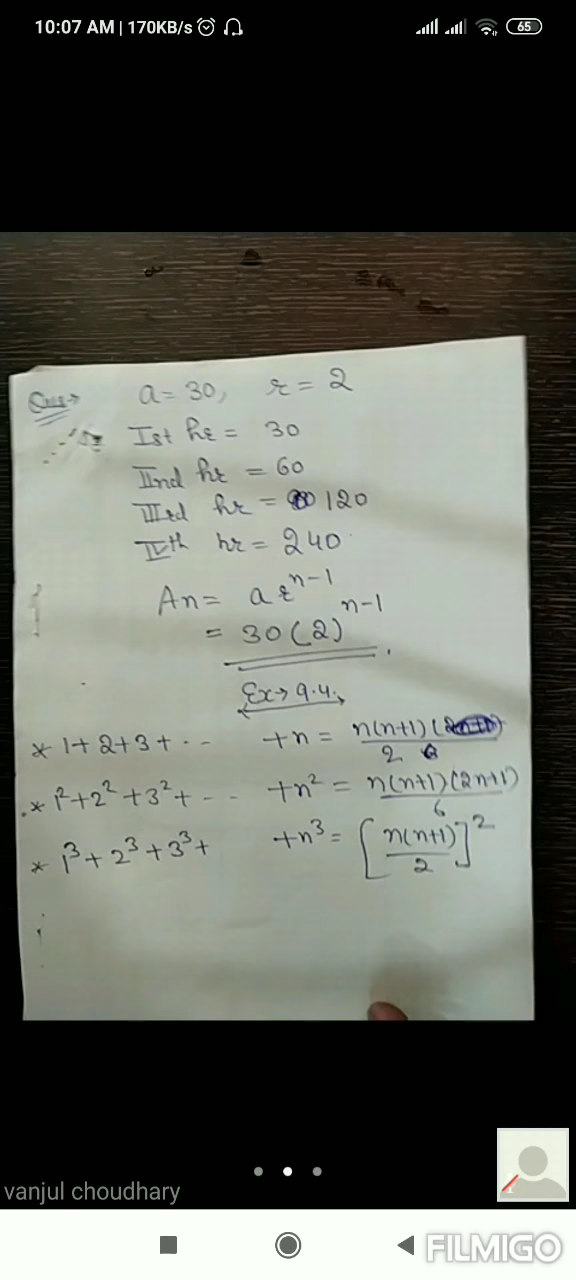 10:07 AM | 170KB/s
65
Ques→ a = 30, r = 2
Ist hr = 30
IInd hr = 60
IIIrd hr = 120
IVth hr = 240
An = ar^{n-1}
= 30(2)^{n-1}
Ex → 9.4.
* 1+2+3+ ... +n = n(n+1)/2
* 1²+2²+3²+ ... +n² = n(n+1)(2n+1)/6
* 1³+2³+3³+ +n³ = [n(n+1)/2]²
vanjul choudhary
FILMIGO